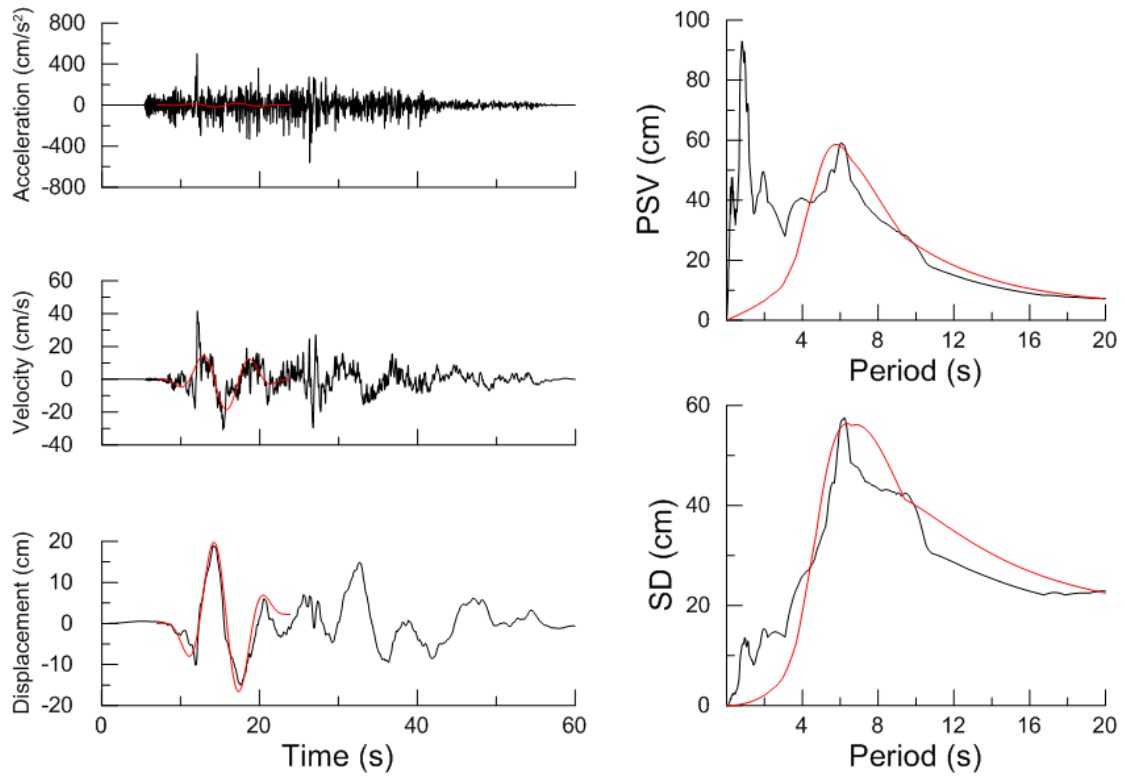 Acceleration (cm/s²)
800
400
0
-400
-800
Velocity (cm/s)
60
40
20
0
-20
-40
Displacement (cm)
20
10
0
-10
-20
0 20 40 60
Time (s)
PSV (cm)
100
80
60
40
20
0
4 8 12 16 20
Period (s)
SD (cm)
60
40
20
0
4 8 12 16 20
Period (s)